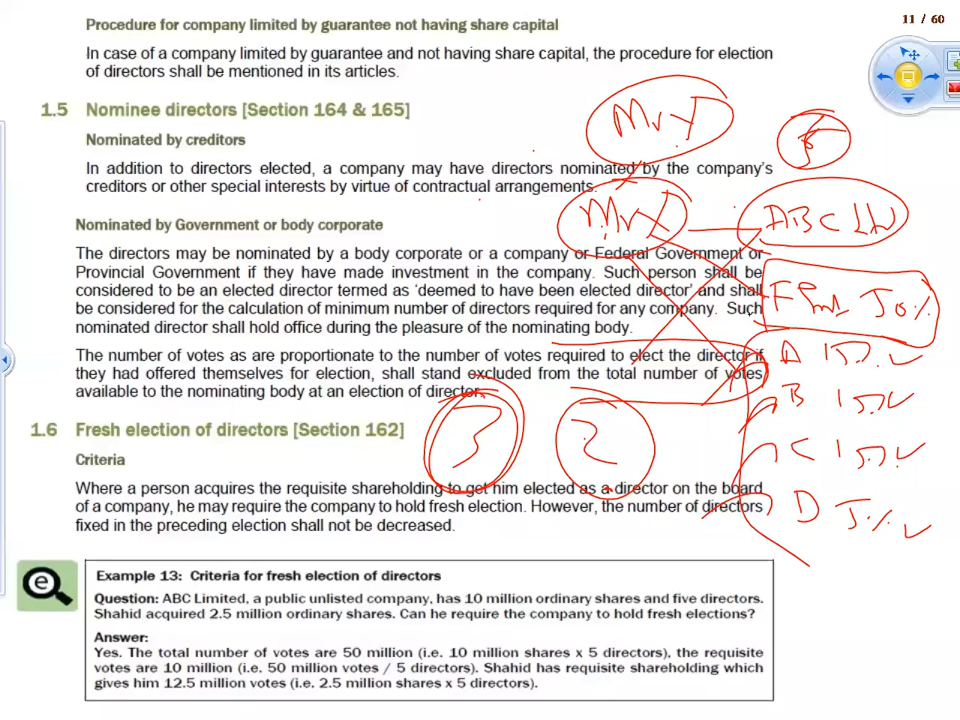 11 / 60
Procedure for company limited by guarantee not having share capital
In case of a company limited by guarantee and not having share capital, the procedure for election
of directors shall be mentioned in its articles.
1.5 Nominee directors [Section 164 & 165]
Nominated by creditors
In addition to directors elected, a company may have directors nominated by the company's
creditors or other special interests by virtue of contractual arrangements.
Nominated by Government or body corporate
The directors may be nominated by a body corporate or a company or Federal Government or
Provincial Government if they have made investment in the company. Such person shall be
considered to be an elected director termed as 'deemed to have been elected director' and shall
be considered for the calculation of minimum number of directors required for any company. Such
nominated director shall hold office during the pleasure of the nominating body.
The number of votes as are proportionate to the number of votes required to elect the director if
they had offered themselves for election, shall stand excluded from the total number of votes
available to the nominating body at an election of director.
1.6 Fresh election of directors [Section 162]
Criteria
Where a person acquires the requisite shareholding to get him elected as a director on the board
of a company, he may require the company to hold fresh election. However, the number of directors
fixed in the preceding election shall not be decreased.
Example 13: Criteria for fresh election of directors
Question: ABC Limited, a public unlisted company, has 10 million ordinary shares and five directors.
Shahid acquired 2.5 million ordinary shares. Can he require the company to hold fresh elections?
Answer:
Yes. The total number of votes are 50 million (i.e. 10 million shares x 5 directors), the requisite
votes are 10 million (i.e. 50 million votes / 5 directors). Shahid has requisite shareholding which
gives him 12.5 million votes (i.e. 2.5 million shares x 5 directors).
e
Mr Y
Mr X
A
B
C
D
2